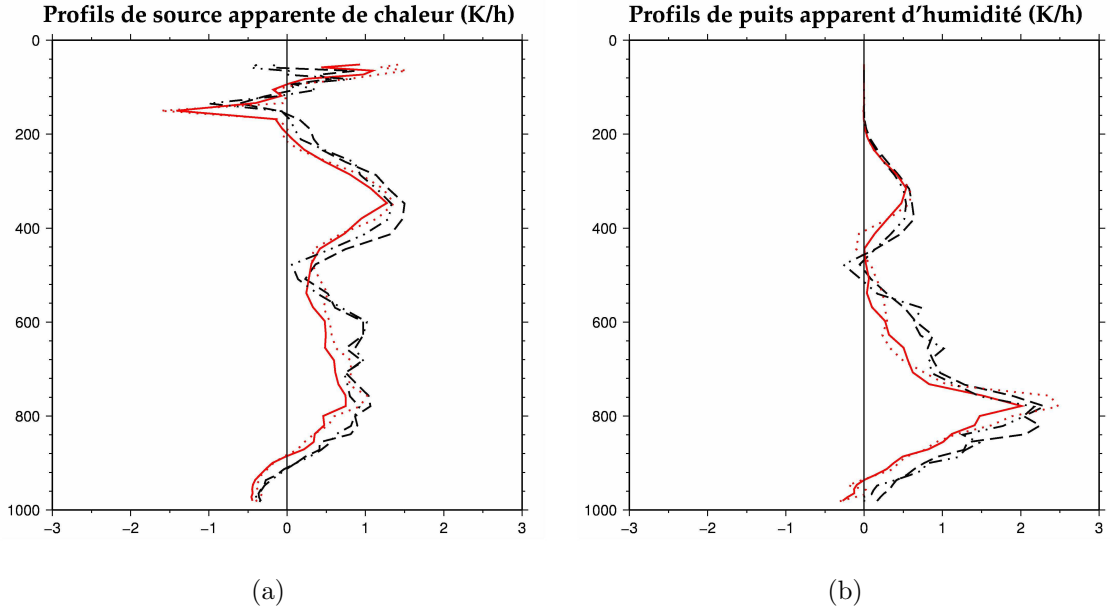 Profils de source apparente de chaleur (K/h)
Profils de puits apparent d’humidité (K/h)
0
200
400
600
800
1000
−3 −2 −1 0 1 2 3
0
200
400
600
800
1000
−3 −2 −1 0 1 2 3
(a)
(b)